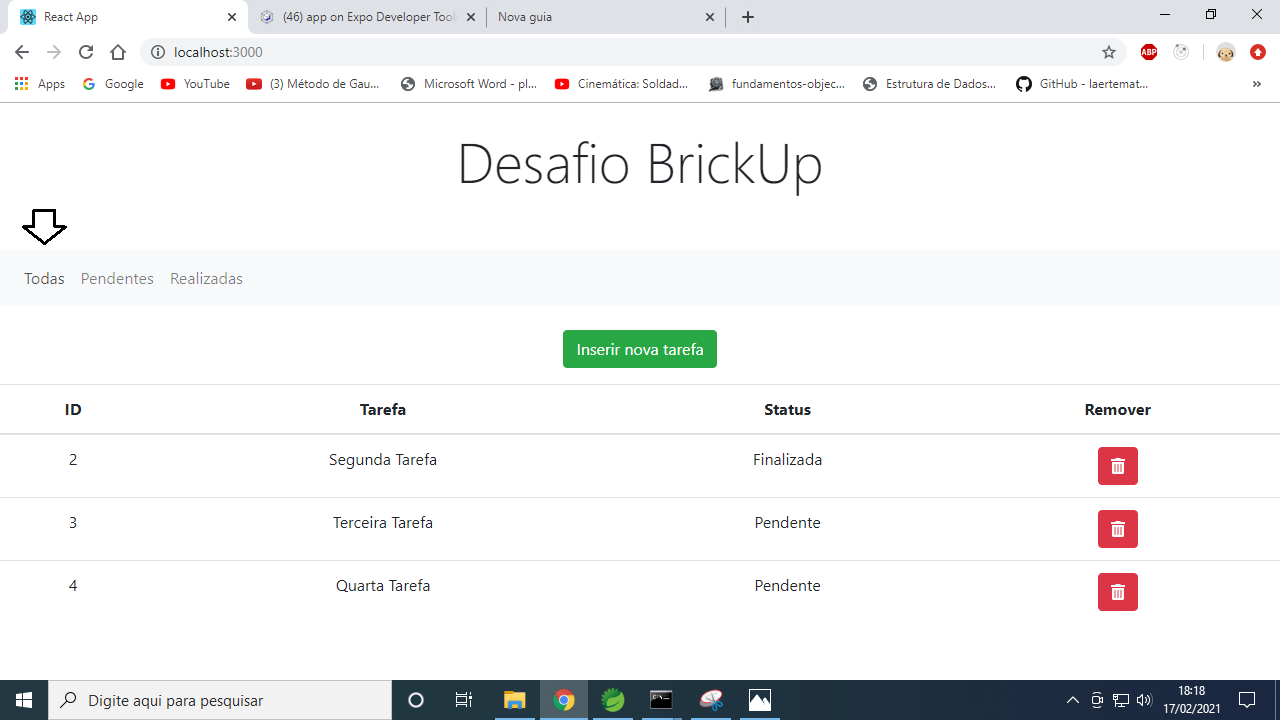 React App
(46) app on Expo Developer Tools
Nova guia
localhost:3000
ABP
Apps
Google
YouTube
(3) Método de Gau...
Microsoft Word - pl...
Cinemática: Soldad...
fundamentos-objec...
Estrutura de Dados...
GitHub - laertemat...
»
Desafio BrickUp
Todas Pendentes Realizadas
Inserir nova tarefa
ID Tarefa Status Remover
2 Segunda Tarefa Finalizada
3 Terceira Tarefa Pendente
4 Quarta Tarefa Pendente
Digite aqui para pesquisar
18:18
17/02/2021